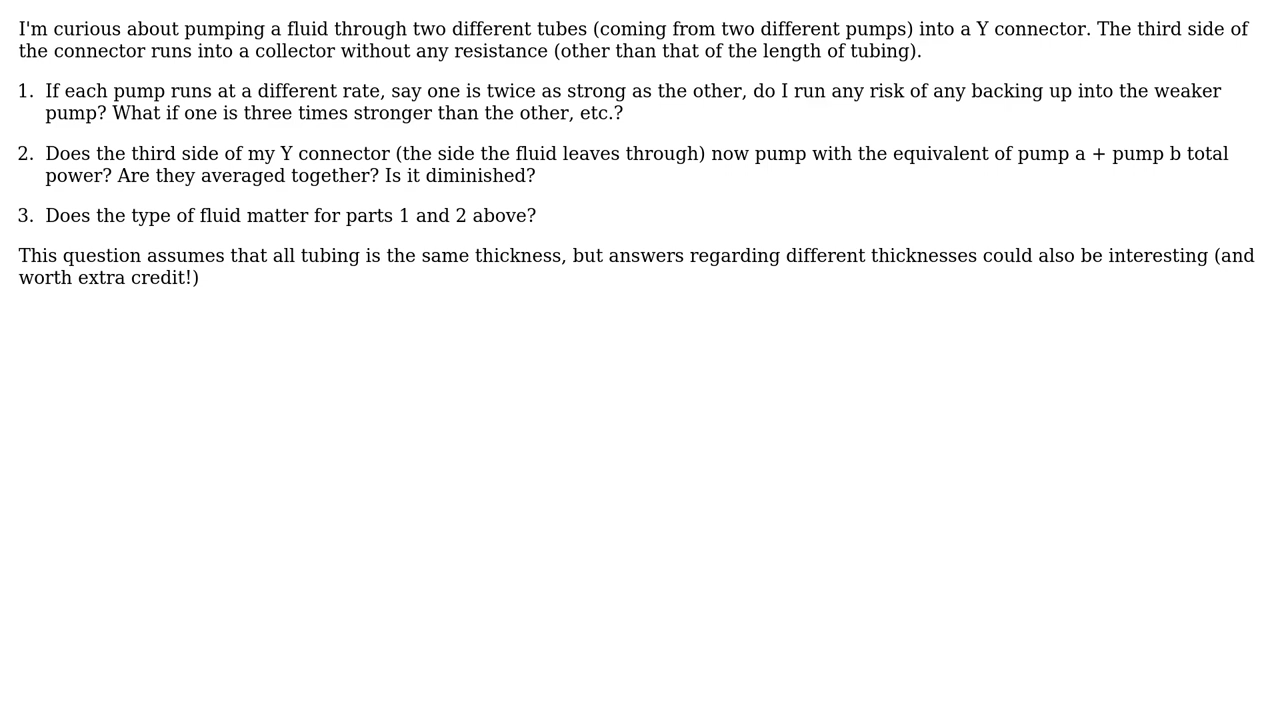 I'm curious about pumping a fluid through two different tubes (coming from two different pumps) into a Y connector. The third side of
the connector runs into a collector without any resistance (other than that of the length of tubing).
1. If each pump runs at a different rate, say one is twice as strong as the other, do I run any risk of any backing up into the weaker
pump? What if one is three times stronger than the other, etc.?
2. Does the third side of my Y connector (the side the fluid leaves through) now pump with the equivalent of pump a + pump b total
power? Are they averaged together? Is it diminished?
3. Does the type of fluid matter for parts 1 and 2 above?
This question assumes that all tubing is the same thickness, but answers regarding different thicknesses could also be interesting (and
worth extra credit!)